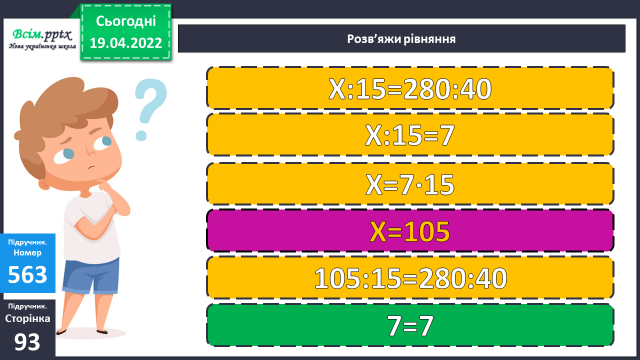 Всім.pptx
Нова українська школа
Сьогодні
19.04.2022
Розв’яжи рівняння
Х:15=280:40
Х:15=7
Х=7·15
Х=105
105:15=280:40
7=7
Підручник.
Номер
563
Підручник.
Сторінка
93